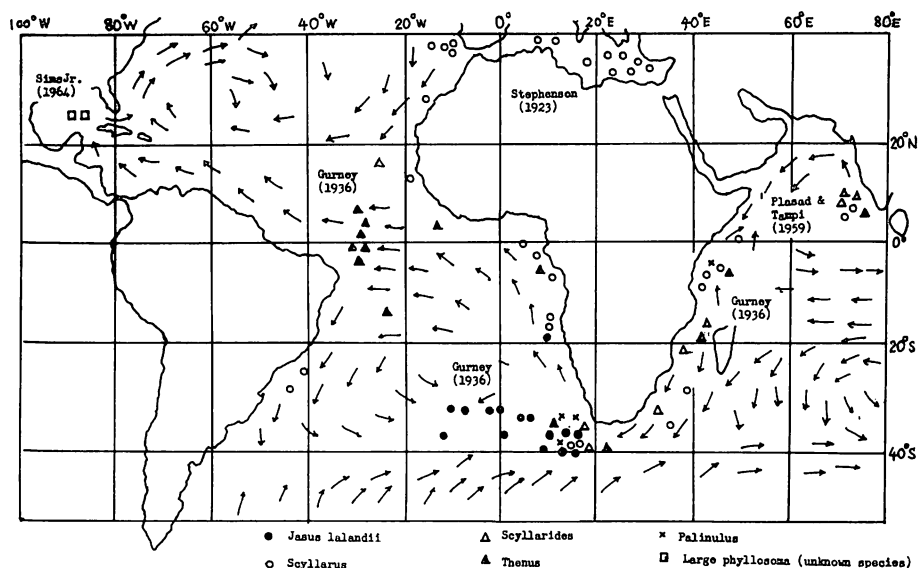 100°W 80°W 60°W 40°W 20°W 0° 20°E 40°E 60°E 80°E
Sims Jr.
(1964)
Stephenson
(1923)
20°N
Gurney
(1936)
Plasad &
Tampi
(1959)
0°
Gurney
(1936)
20°S
Gurney
(1936)
40°S
Jasus lalandii
Scyllarides
Palinulus
Scyllarus
Thenus
Large phyllosoma (unknown species)